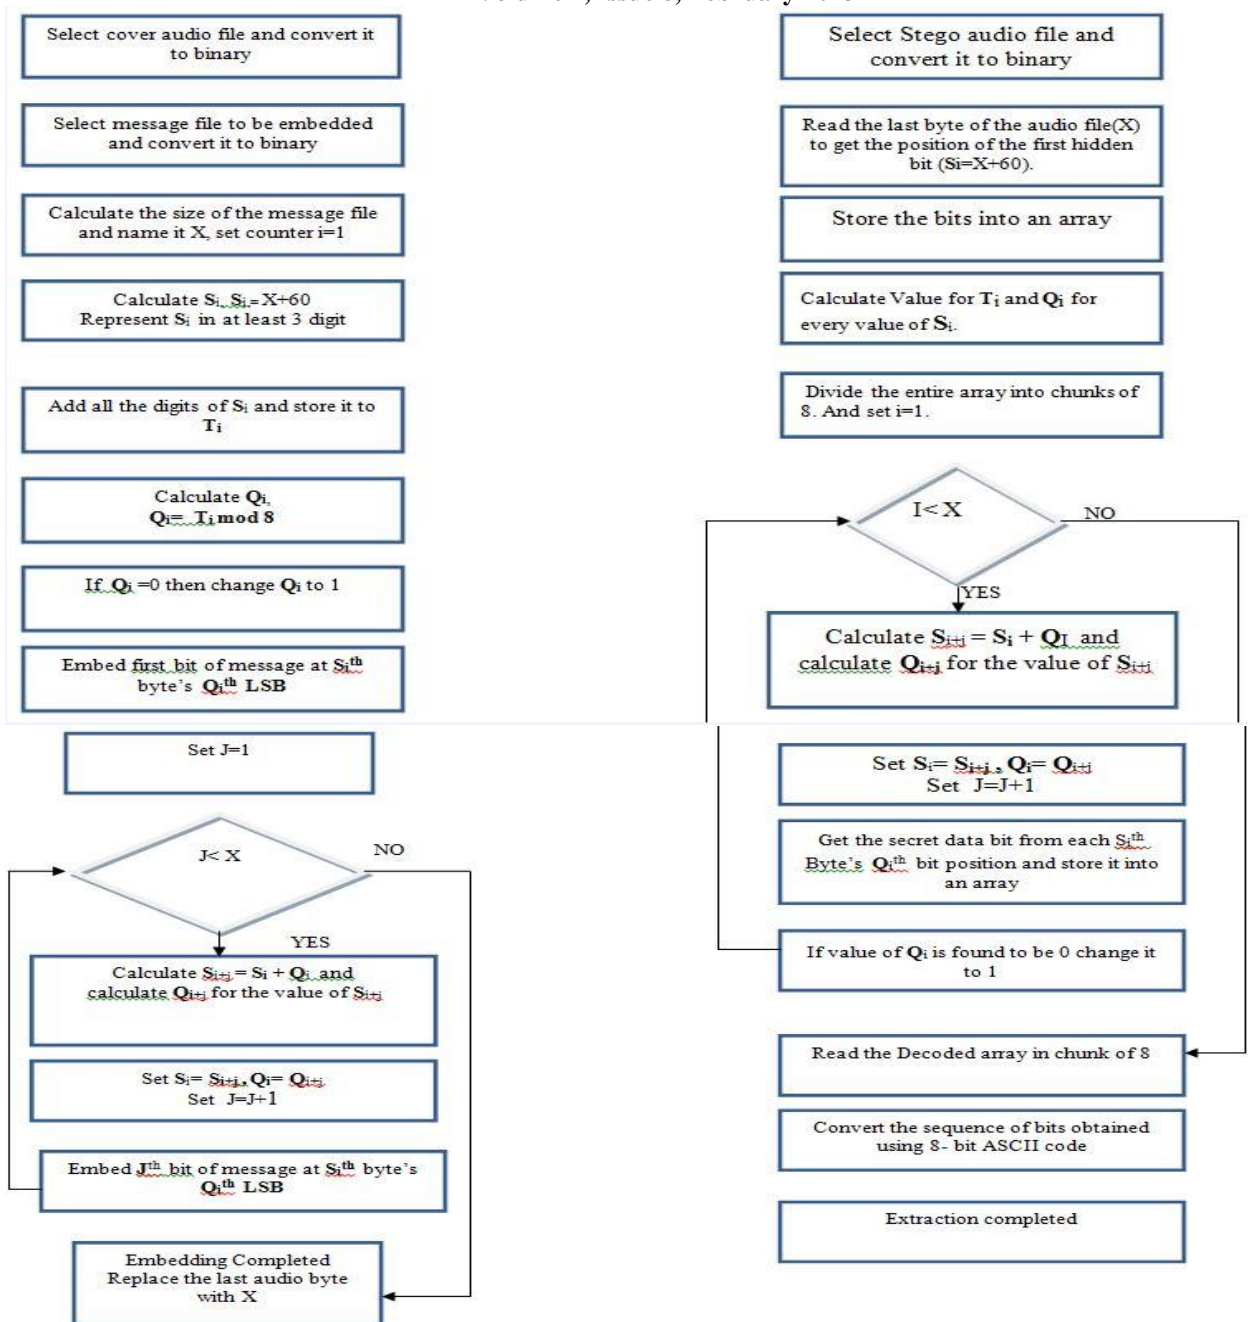 Select cover audio file and convert it
to binary
Select message file to be embedded
and convert it to binary
Calculate the size of the message file
and name it X, set counter i=1
Calculate Si, Si = X+60
Represent Si in at least 3 digit
Add all the digits of Si and store it to
Ti
Calculate Qi,
Qi= Ti mod 8
If Qi =0 then change Qi to 1
Embed first bit of message at Si th
byte's Qi th LSB
Set J=1
J< X
NO
YES
Calculate Si+j = Si + Qi and
calculate Qi+j for the value of Si+j
Set Si= Si+j, Qi= Qi+j
Set J=J+1
Embed Jth bit of message at Si th byte's
Qi th LSB
Embedding Completed
Replace the last audio byte
with X
Select Stego audio file and
convert it to binary
Read the last byte of the audio file(X)
to get the position of the first hidden
bit (Si=X+60).
Store the bits into an array
Calculate Value for Ti and Qi for
every value of Si.
Divide the entire array into chunks of
8. And set i=1.
I< X
NO
YES
Calculate Si+j = Si + QI and
calculate Qi+j for the value of Si+j
Set Si= Si+j , Qi= Qi+j
Set J=J+1
Get the secret data bit from each Si th
Byte's Qi th bit position and store it into
an array
If value of Qi is found to be 0 change it
to 1
Read the Decoded array in chunk of 8
Convert the sequence of bits obtained
using 8- bit ASCII code
Extraction completed